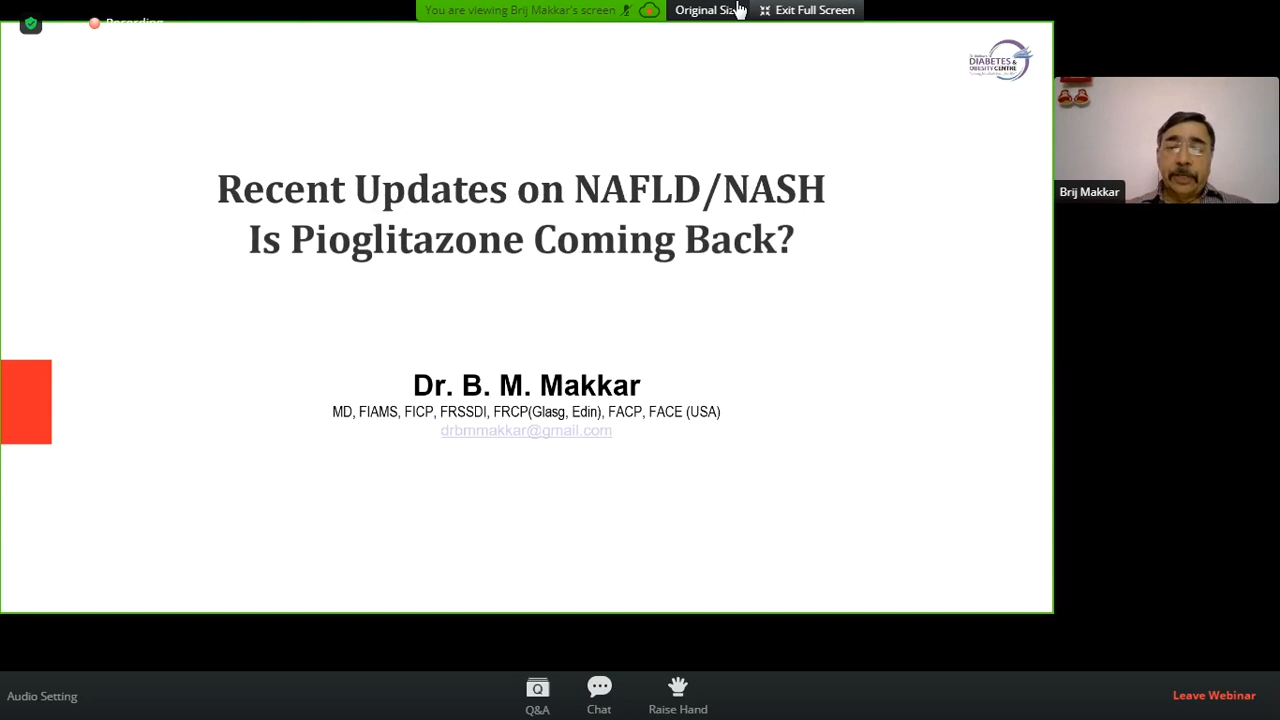 You are viewing Brij Makkar's screen
Original Size
Exit Full Screen
Recording
DIABETES &
OBESITY CENTRE
Recent Updates on NAFLD/NASH
Is Pioglitazone Coming Back?
Brij Makkar
Dr. B. M. Makkar
MD, FIAMS, FICP, FRSSDI, FRCP(Glasg, Edin), FACP, FACE (USA)
drbmmakkar@gmail.com
Audio Setting
Q&A
Chat
Raise Hand
Leave Webinar